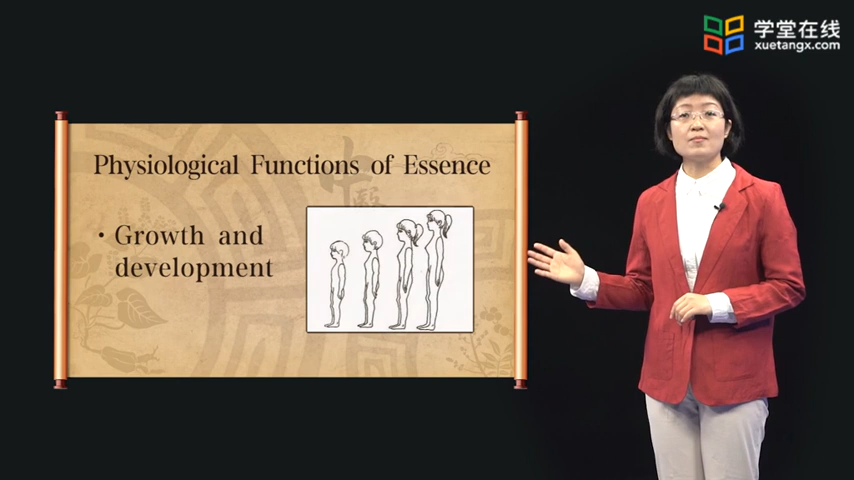 学堂在线
xuetangx.com
Physiological Functions of Essence
• Growth and
development